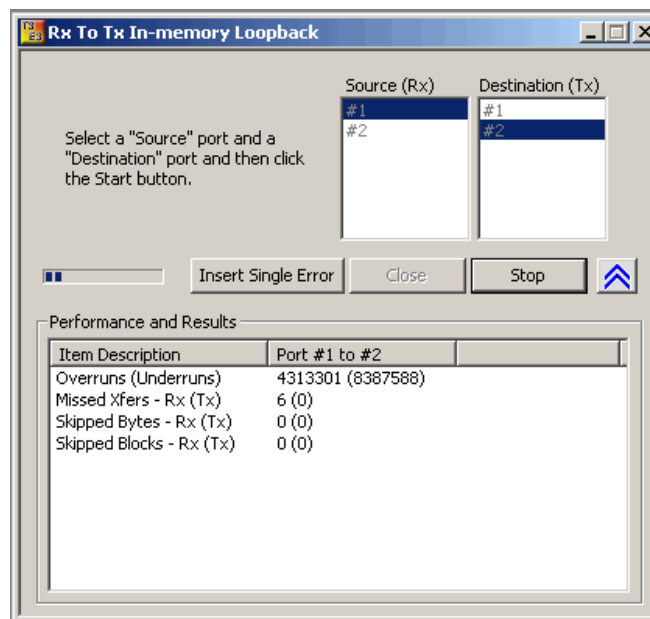 T3
E3
Rx To Tx In-memory Loopback
Source (Rx)
Destination (Tx)
#1
#2
#1
#2
Select a "Source" port and a
"Destination" port and then click
the Start button.
Insert Single Error
Close
Stop
Performance and Results
Item Description
Port #1 to #2
Overruns (Underruns)
4313301 (8387588)
Missed Xfers - Rx (Tx)
6 (0)
Skipped Bytes - Rx (Tx)
0 (0)
Skipped Blocks - Rx (Tx)
0 (0)